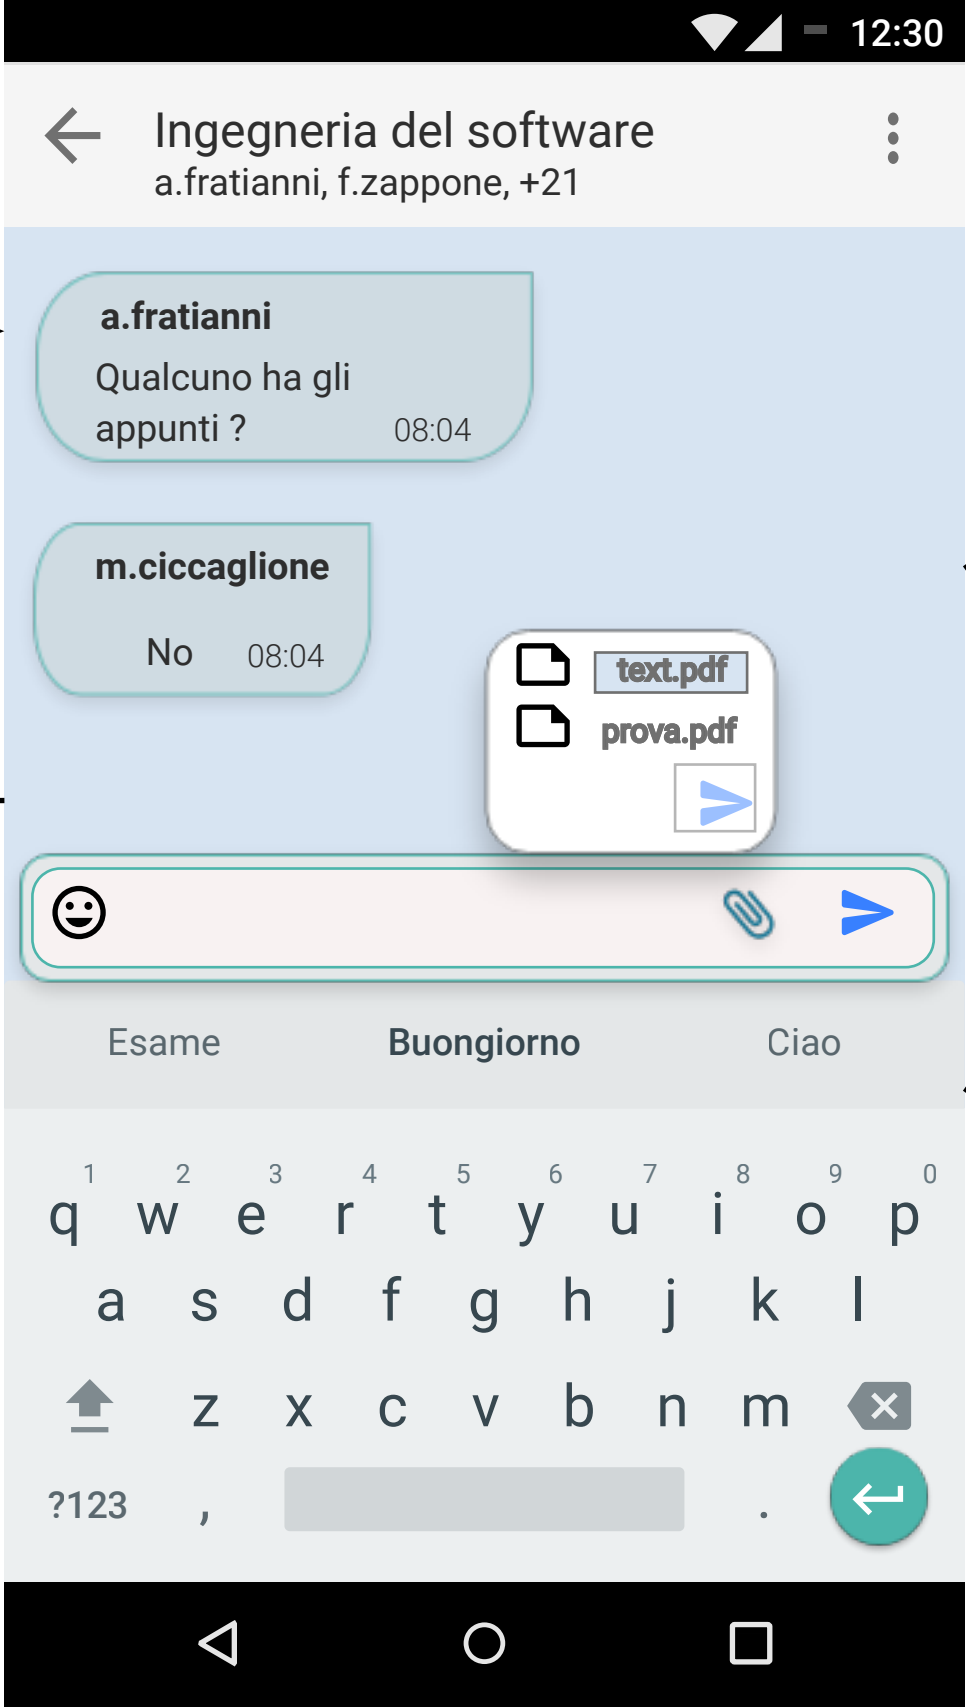 12:30
Ingegneria del software
a.fratianni, f.zappone, +21
a.fratianni
Qualcuno ha gli
appunti ? 08:04
m.ciccaglione
No 08:04
text.pdf
prova.pdf
Esame Buongiorno Ciao
1 2 3 4 5 6 7 8 9 0
q w e r t y u i o p
a s d f g h j k l
z x c v b n m
?123 , .